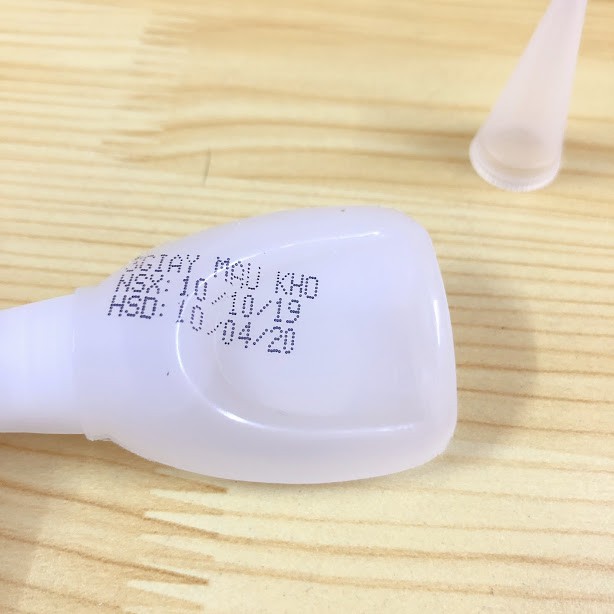 3GIAY MAU KHO
NSX: 10/10/19
HSD: 10/04/20